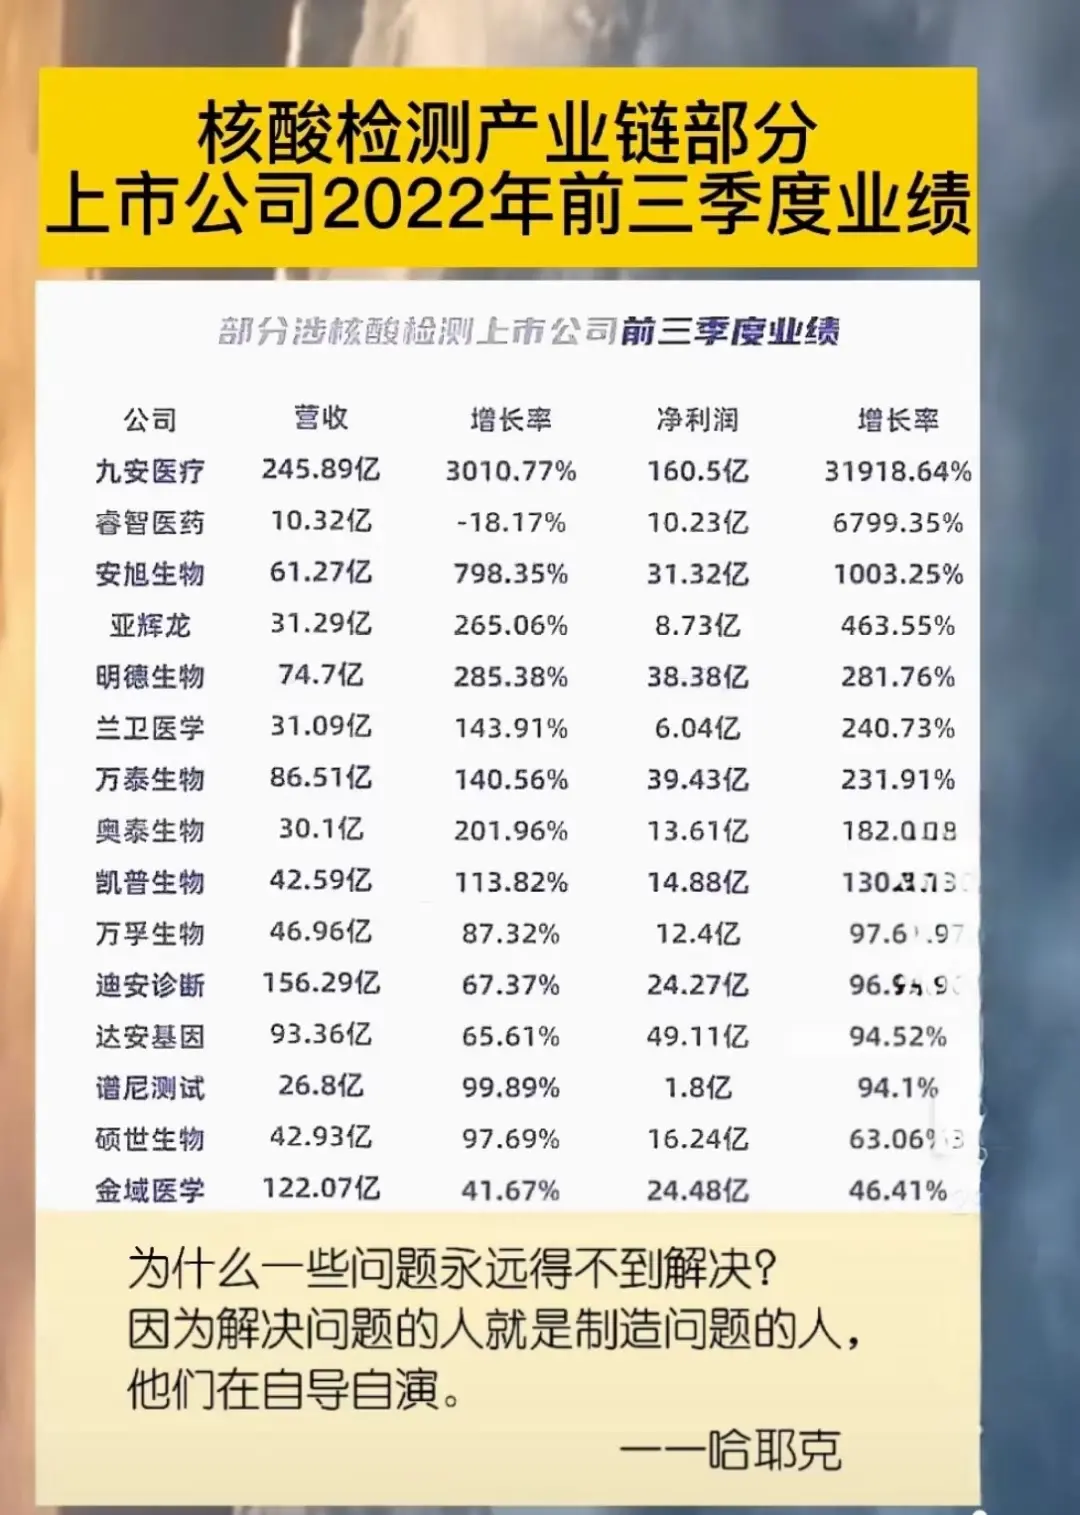 核酸检测产业链部分
上市公司2022年前三季度业绩
部分涉核酸检测上市公司前三季度业绩
公司 营收 增长率 净利润 增长率
九安医疗 245.89亿 3010.77% 160.5亿 31918.64%
睿智医药 10.32亿 -18.17% 10.23亿 6799.35%
安旭生物 61.27亿 798.35% 31.32亿 1003.25%
亚辉龙 31.29亿 265.06% 8.73亿 463.55%
明德生物 74.7亿 285.38% 38.38亿 281.76%
兰卫医学 31.09亿 143.91% 6.04亿 240.73%
万泰生物 86.51亿 140.56% 39.43亿 231.91%
奥泰生物 30.1亿 201.96% 13.61亿
凯普生物 42.59亿 113.82% 14.88亿
万孚生物 46.96亿 87.32% 12.4亿
迪安诊断 156.29亿 67.37% 24.27亿
达安基因 93.36亿 65.61% 49.11亿 94.52%
谱尼测试 26.8亿 99.89% 1.8亿 94.1%
硕世生物 42.93亿 97.69% 16.24亿 63.06%
金域医学 122.07亿 41.67% 24.48亿 46.41%
为什么一些问题永远得不到解决?
因为解决问题的人就是制造问题的人，
他们在自导自演。
——哈耶克